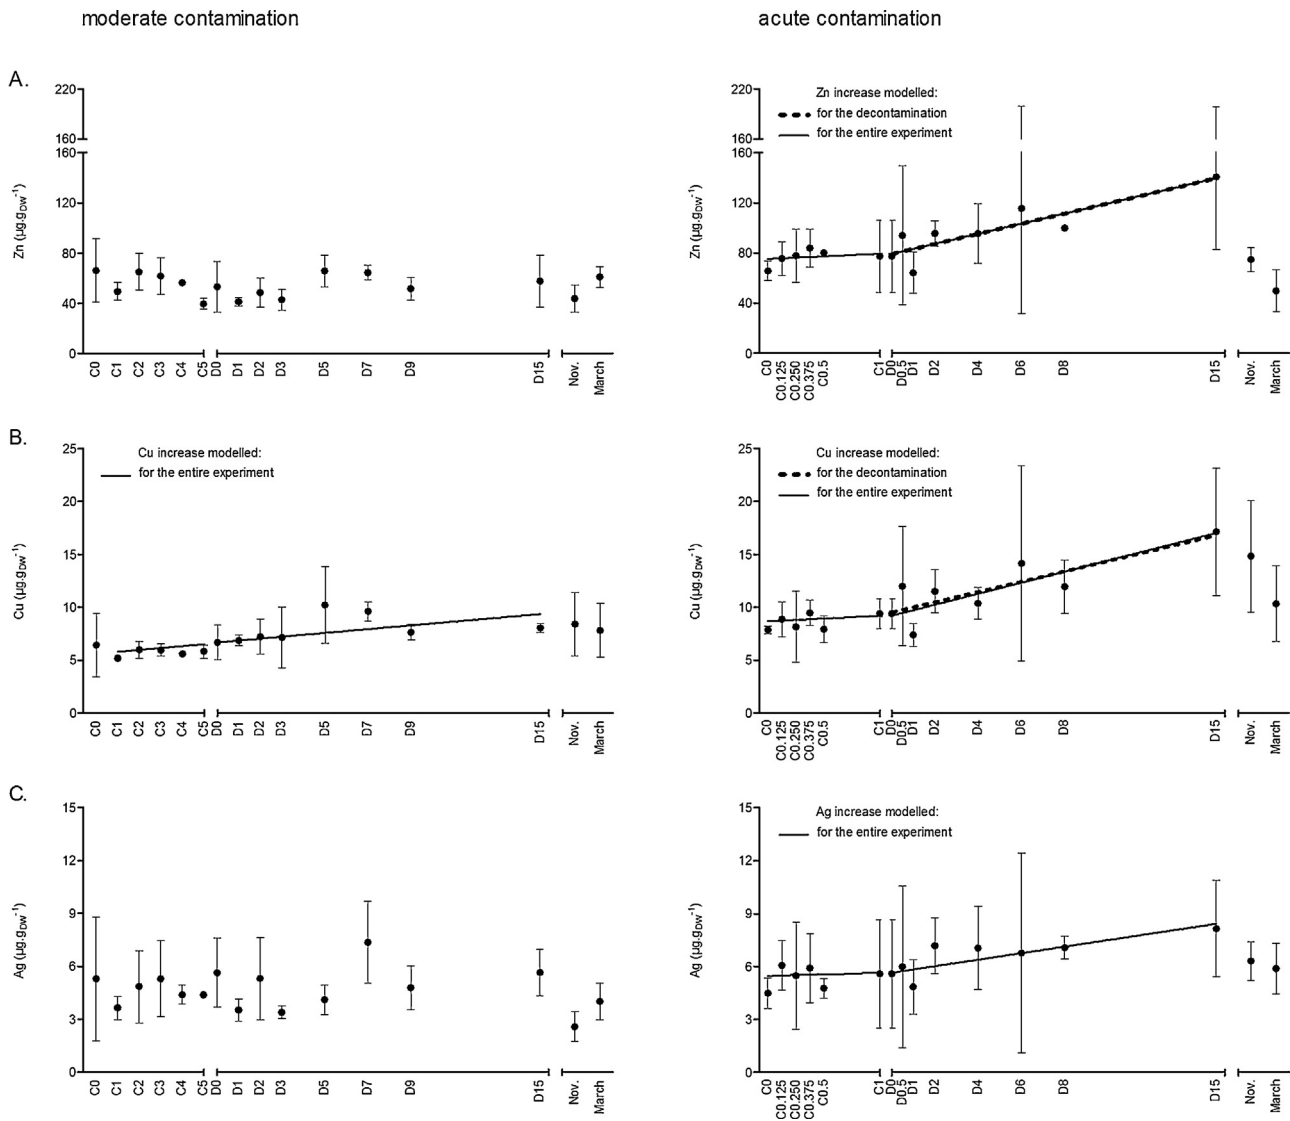 moderate contamination
acute contamination
A.
220
160
160
120
80
40
0
Zn (µg.gDW⁻¹)
C0 C1 C2 C3 C4 C5 D0 D1 D2 D3 D5 D7 D9 D15 Nov. March
Zn increase modelled:
for the decontamination
for the entire experiment
220
160
160
120
80
40
0
Zn (µg.gDW⁻¹)
C0 C0.125 C0.250 C0.375 C0.5 C1 D0 D0.5 D1 D2 D4 D6 D8 D15 Nov. March
B.
Cu increase modelled:
for the entire experiment
25
20
15
10
5
0
Cu (µg.gDW⁻¹)
C0 C1 C2 C3 C4 C5 D0 D1 D2 D3 D5 D7 D9 D15 Nov. March
Cu increase modelled:
for the decontamination
for the entire experiment
25
20
15
10
5
0
Cu (µg.gDW⁻¹)
C0 C0.125 C0.250 C0.375 C0.5 C1 D0 D0.5 D1 D2 D4 D6 D8 D15 Nov. March
C.
15
12
9
6
3
0
Ag (µg.gDW⁻¹)
C0 C1 C2 C3 C4 C5 D0 D1 D2 D3 D5 D7 D9 D15 Nov. March
Ag increase modelled:
for the entire experiment
15
12
9
6
3
0
Ag (µg.gDW⁻¹)
C0 C0.125 C0.250 C0.375 C0.5 C1 D0 D0.5 D1 D2 D4 D6 D8 D15 Nov. March